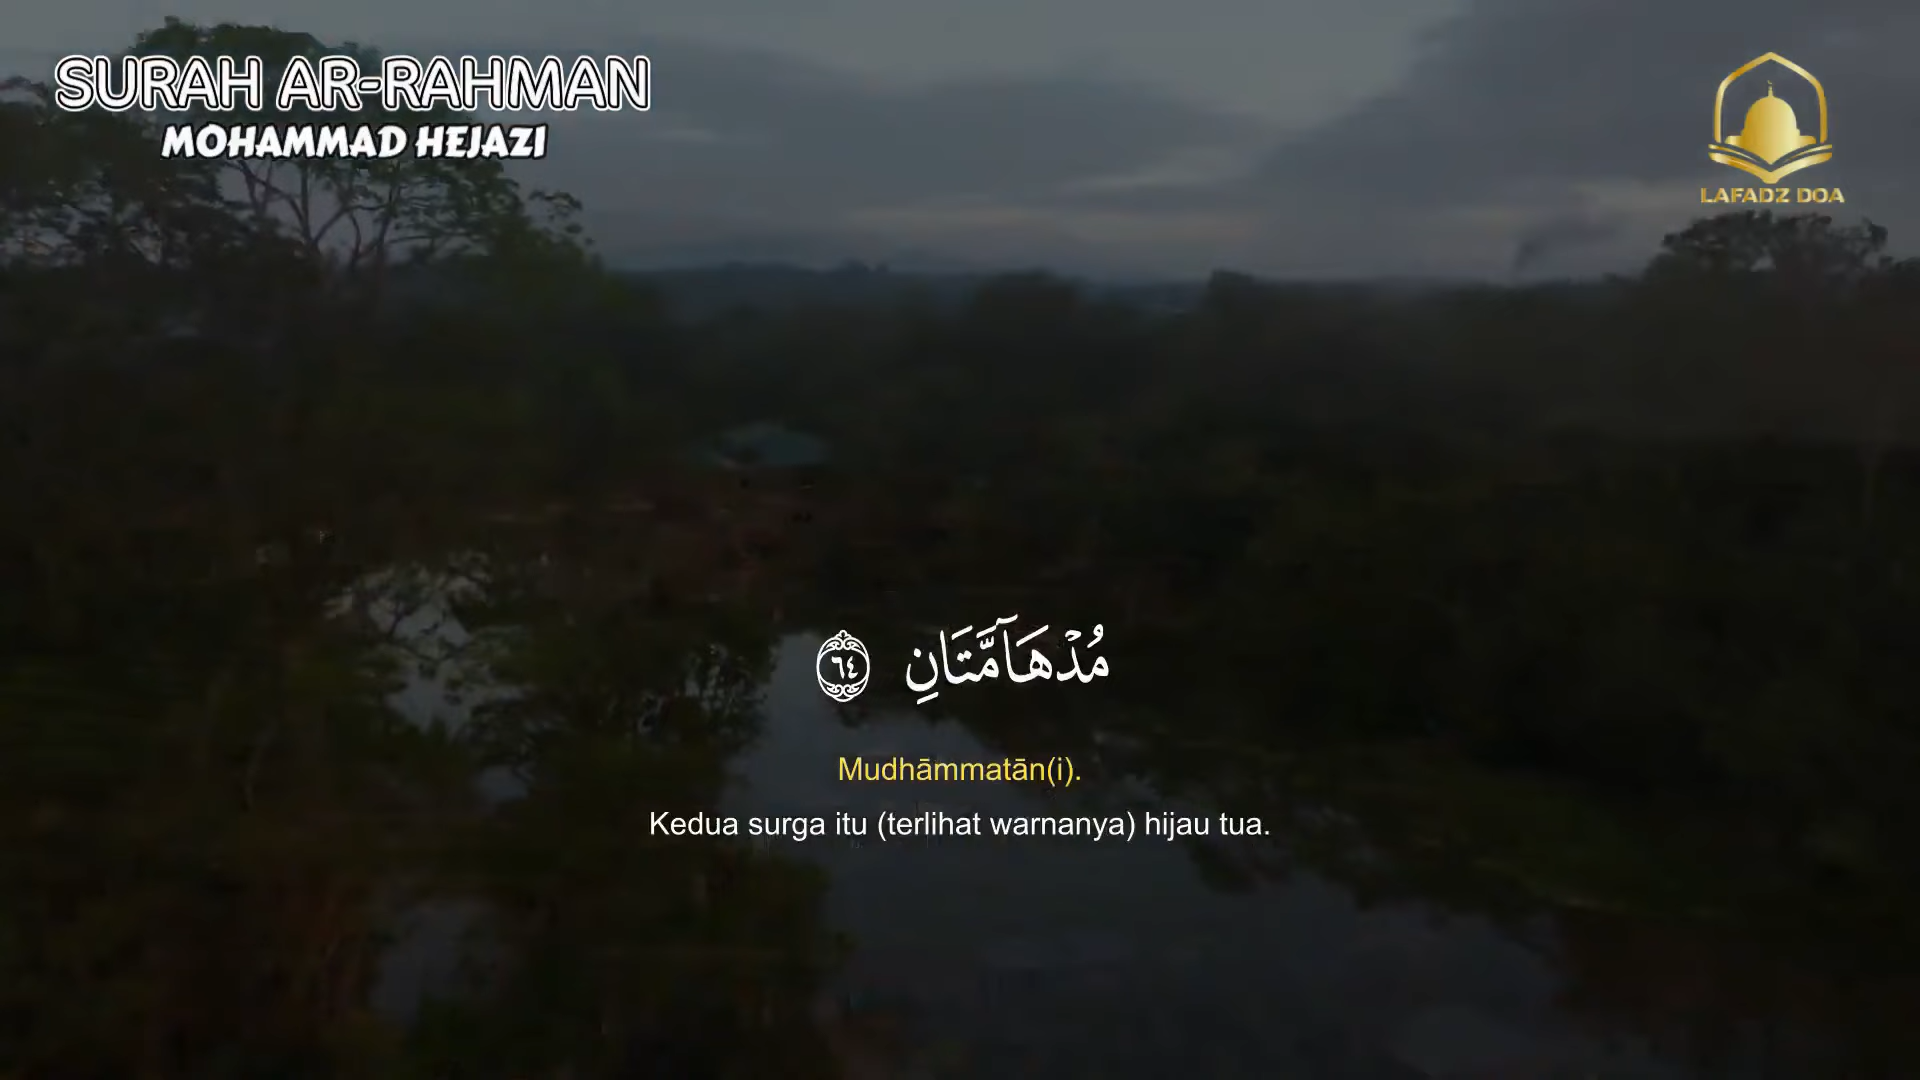 SURAH AR-RAHMAN
MOHAMMAD HEJAZI
LAFADZ DOA
مُدْهَآمَّتَانِ ٦٤
Mudhāmmatān(i).
Kedua surga itu (terlihat warnanya) hijau tua.